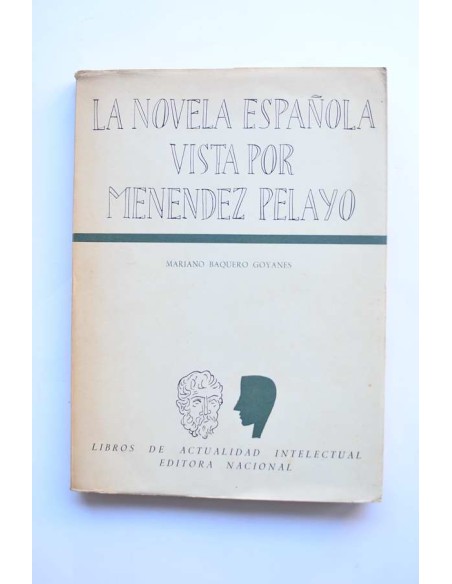 LA NOVELA ESPAÑOLA
VISTA POR
MENENDEZ PELAYO
MARIANO BAQUERO GOYANES
LIBROS DE ACTUALIDAD INTELECTUAL
EDITORA NACIONAL